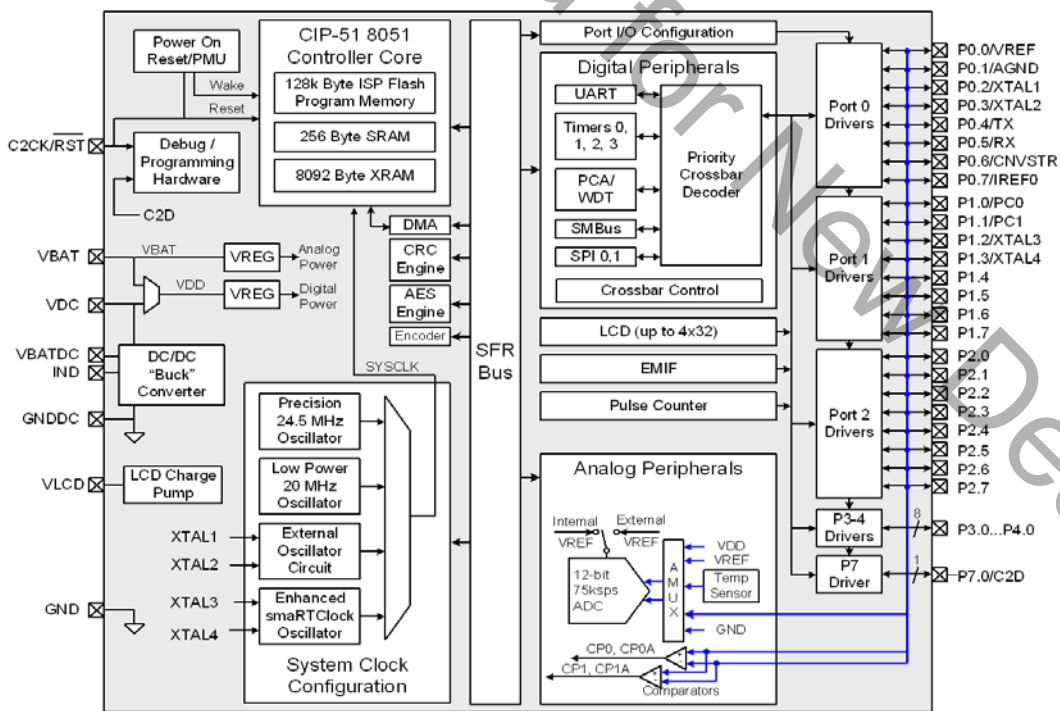 Power On
Reset/PMU
Wake
Reset
C2CK/RST
Debug /
Programming
Hardware
C2D
CIP-51 8051
Controller Core
128k Byte ISP Flash
Program Memory
256 Byte SRAM
8092 Byte XRAM
DMA
CRC
Engine
AES
Engine
Encoder
SYSCLK
VBAT
VBAT
VREG
Analog
Power
VDC
VDD
VREG
Digital
Power
VBATDC
IND
DC/DC
"Buck"
Converter
GNDDC
VLCD
LCD Charge
Pump
XTAL1
XTAL2
XTAL3
XTAL4
GND
Precision
24.5 MHz
Oscillator
Low Power
20 MHz
Oscillator
External
Oscillator
Circuit
Enhanced
smaRTClock
Oscillator
System Clock
Configuration
SFR
Bus
Port I/O Configuration
Digital Peripherals
UART
Timers 0,
1, 2, 3
PCA/
WDT
SMBus
SPI 0,1
Priority
Crossbar
Decoder
Crossbar Control
LCD (up to 4x32)
EMIF
Pulse Counter
Analog Peripherals
Internal
VREF
External
VREF
12-bit
75ksps
ADC
A
M
U
X
VDD
VREF
Temp
Sensor
GND
CP0, CP0A
CP1, CP1A
Comparators
Port 0
Drivers
Port 1
Drivers
Port 2
Drivers
P3-4
Drivers
P7
Driver
P0.0/VREF
P0.1/AGND
P0.2/XTAL1
P0.3/XTAL2
P0.4/TX
P0.5/RX
P0.6/CNVSTR
P0.7/IREF0
P1.0/PC0
P1.1/PC1
P1.2/XTAL3
P1.3/XTAL4
P1.4
P1.5
P1.6
P1.7
P2.0
P2.1
P2.2
P2.3
P2.4
P2.5
P2.6
P2.7
8
P3.0...P4.0
1
P7.0/C2D
for New De